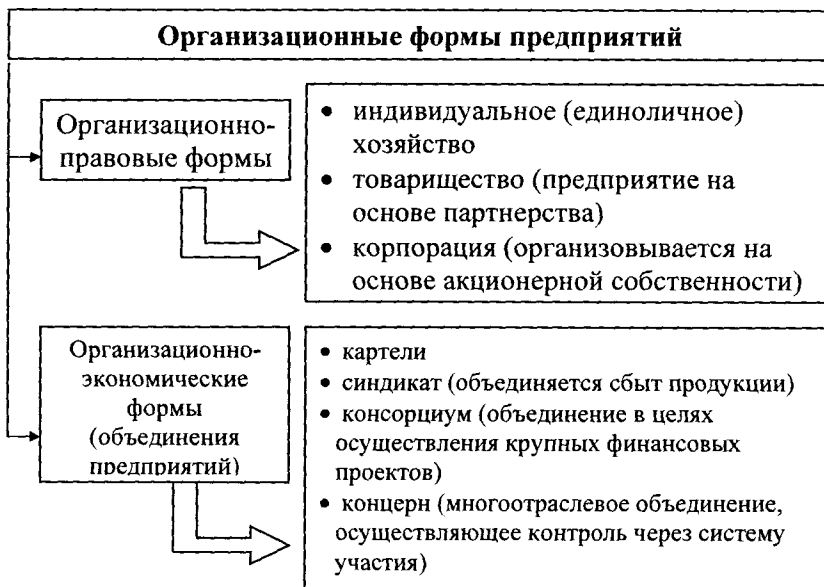 Организационные формы предприятий
Организационно-
правовые формы
• индивидуальное (единоличное)
хозяйство
• товарищество (предприятие на
основе партнерства)
• корпорация (организовывается на
основе акционерной собственности)
Организационно-
экономические
формы
(объединения
предприятий)
• картели
• синдикат (объединяется сбыт продукции)
• консорциум (объединение в целях
осуществления крупных финансовых
проектов)
• концерн (многоотраслевое объединение,
осуществляющее контроль через систему
участия)